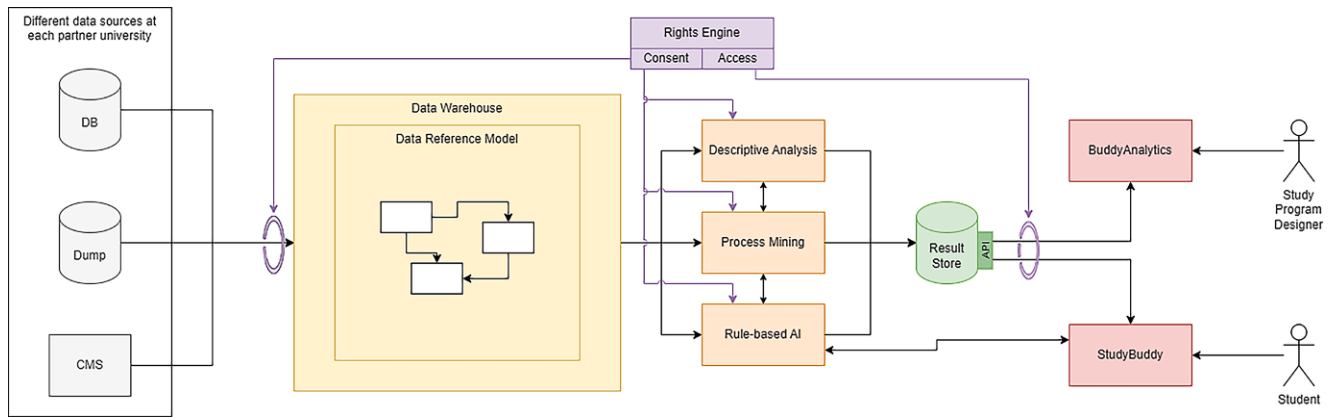 Different data sources at
each partner university
DB
Dump
CMS
Data Warehouse
Data Reference Model
Rights Engine
Consent
Access
Descriptive Analysis
Process Mining
Rule-based AI
Result
Store
API
BuddyAnalytics
StudyBuddy
Study
Program
Designer
Student